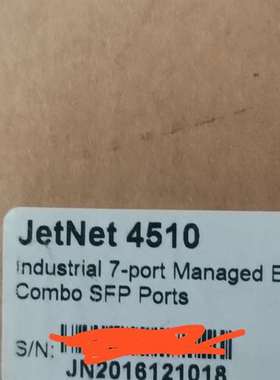 JetNet 4510
Industrial 7-port Managed E
Combo SFP Ports
S/N:
JN2016121018